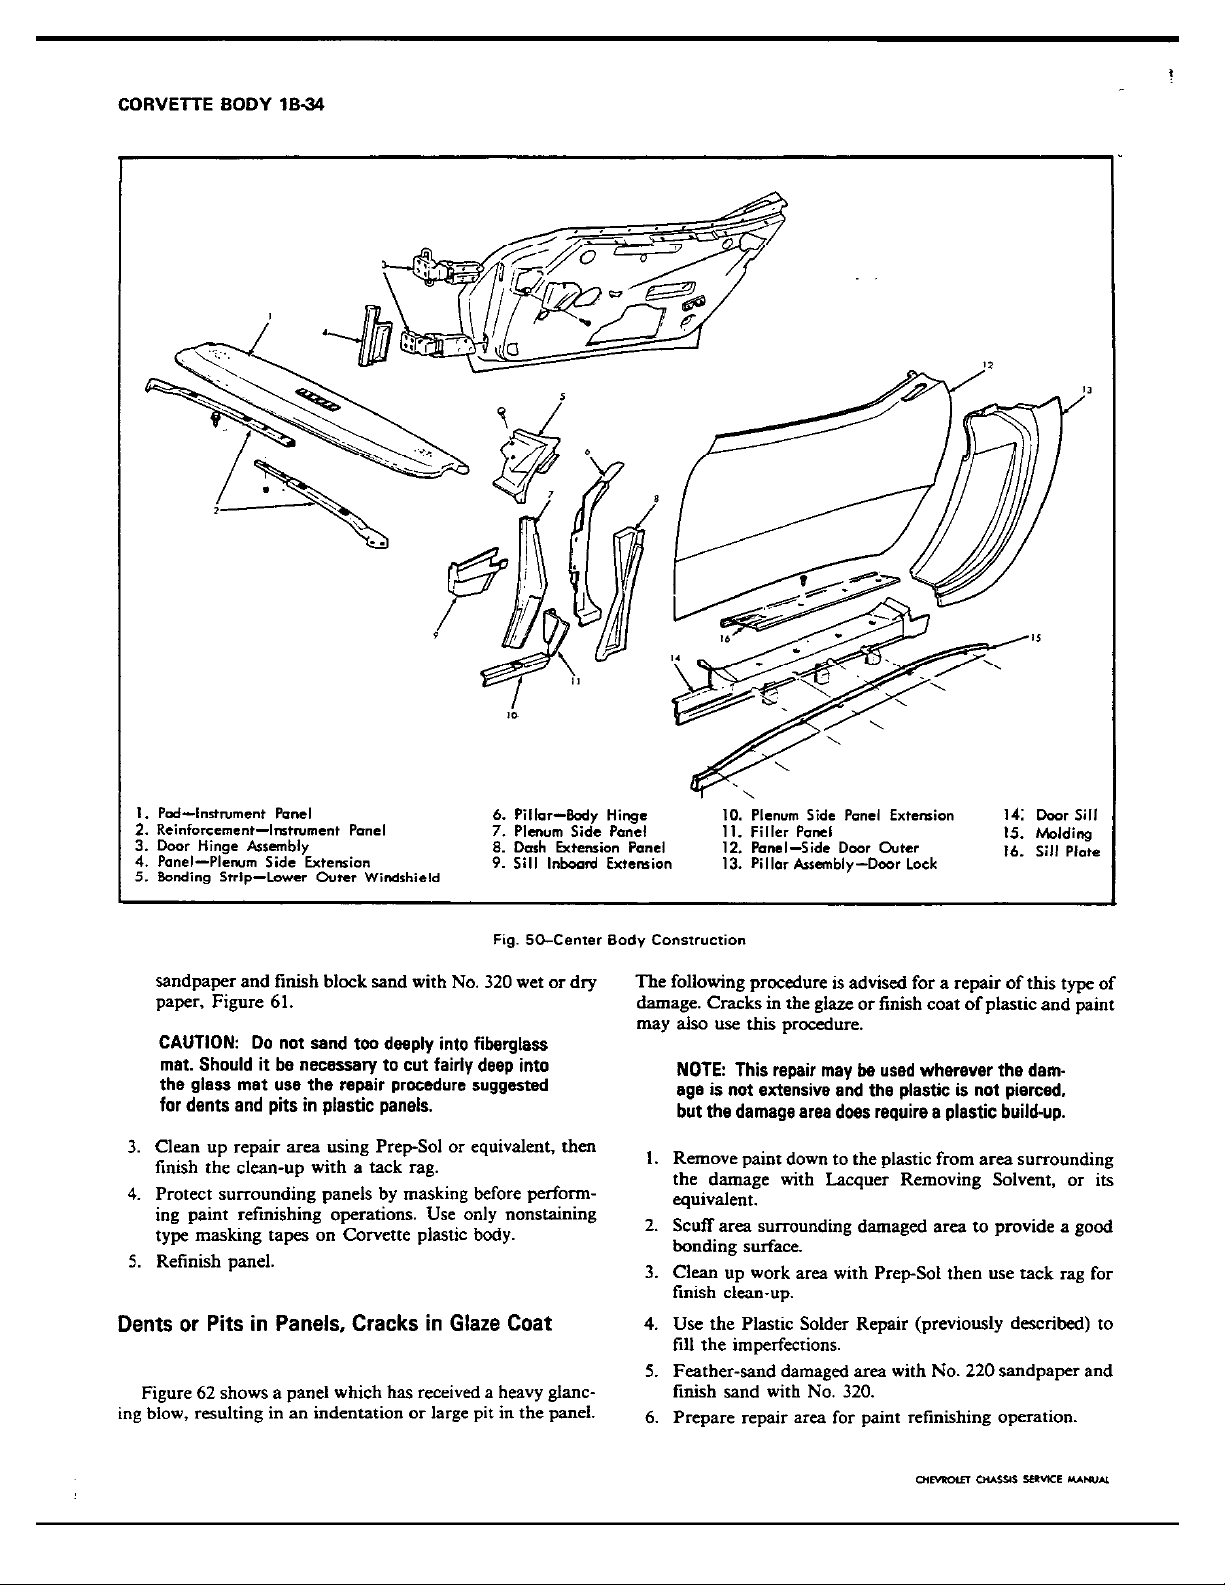 CORVETTE BODY 1B-34
1
2
3
4
5
6
7
8
9
10
11
12
13
14
15
16
1. Pad—Instrument Panel
2. Reinforcement—Instrument Panel
3. Door Hinge Assembly
4. Panel—Plenum Side Extension
5. Bonding Strip—Lower Outer Windshield
6. Pillar—Body Hinge
7. Plenum Side Panel
8. Dash Extension Panel
9. Sill Inboard Extension
10. Plenum Side Panel Extension
11. Filler Panel
12. Panel—Side Door Outer
13. Pillar Assembly—Door Lock
14. Door Sill
15. Molding
16. Sill Plate
Fig. 50—Center Body Construction
sandpaper and finish block sand with No. 320 wet or dry
paper, Figure 61.
CAUTION: Do not sand too deeply into fiberglass
mat. Should it be necessary to cut fairly deep into
the glass mat use the repair procedure suggested
for dents and pits in plastic panels.
3. Clean up repair area using Prep-Sol or equivalent, then
finish the clean-up with a tack rag.
4. Protect surrounding panels by masking before perform-
ing paint refinishing operations. Use only nonstaining
type masking tapes on Corvette plastic body.
5. Refinish panel.
Dents or Pits in Panels, Cracks in Glaze Coat
Figure 62 shows a panel which has received a heavy glanc-
ing blow, resulting in an indentation or large pit in the panel.
The following procedure is advised for a repair of this type of
damage. Cracks in the glaze or finish coat of plastic and paint
may also use this procedure.
NOTE: This repair may be used wherever the dam-
age is not extensive and the plastic is not pierced,
but the damage area does require a plastic build-up.
1. Remove paint down to the plastic from area surrounding
the damage with Lacquer Removing Solvent, or its
equivalent.
2. Scuff area surrounding damaged area to provide a good
bonding surface.
3. Clean up work area with Prep-Sol then use tack rag for
finish clean-up.
4. Use the Plastic Solder Repair (previously described) to
fill the imperfections.
5. Feather-sand damaged area with No. 220 sandpaper and
finish sand with No. 320.
6. Prepare repair area for paint refinishing operation.
CHEVROLET CHASSIS SERVICE MANUAL